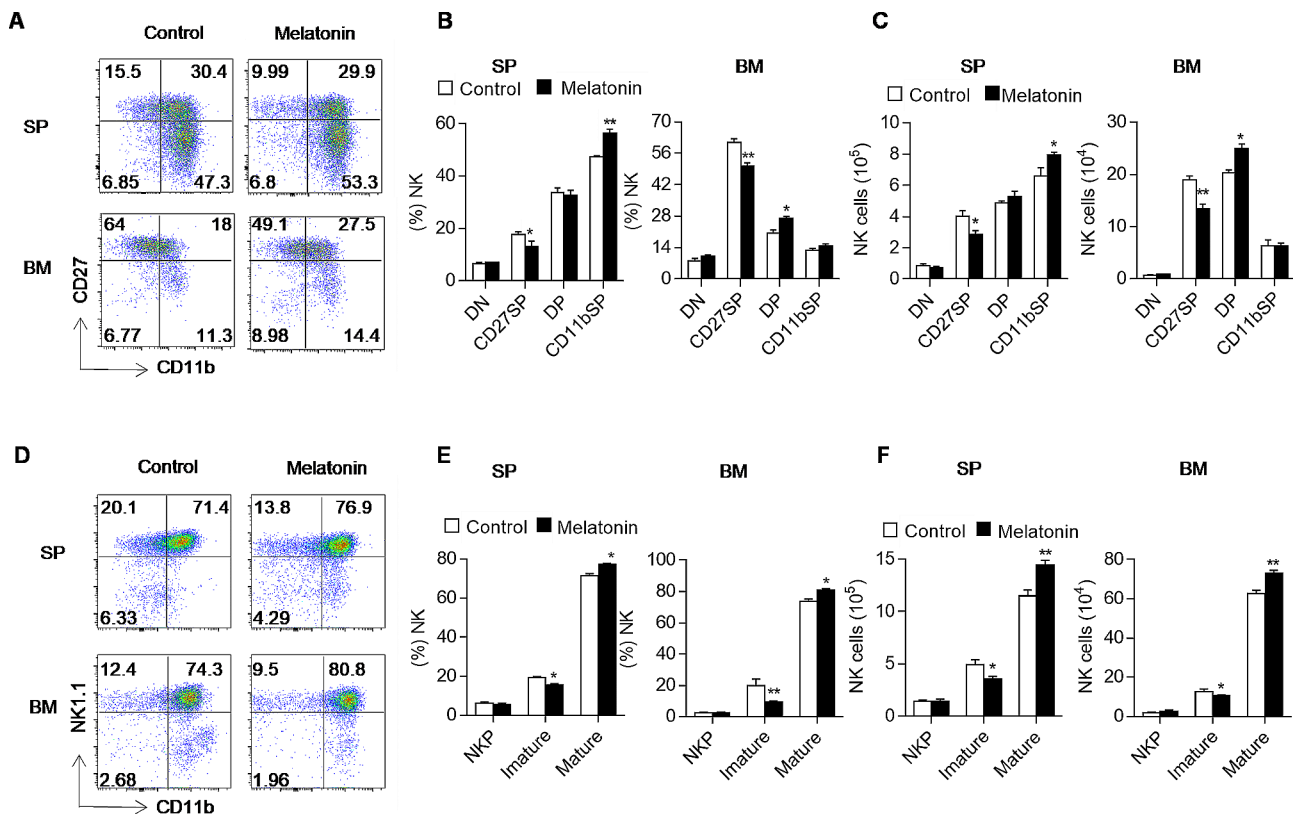 A
Control
Melatonin
SP
15.5 30.4
6.85 47.3
9.99 29.9
6.8 53.3
BM
64 18
6.77 11.3
49.1 27.5
8.98 14.4
CD27
CD11b
B
SP
BM
Control Melatonin
(%) NK
60
40
20
0
**
*
DN
CD27SP
DP
CD11bSP
(%) NK
70
56
42
28
14
0
**
*
DN
CD27SP
DP
CD11bSP
C
SP
BM
Control Melatonin
NK cells (10⁵)
10
8
6
4
2
0
*
*
DN
CD27SP
DP
CD11bSP
NK cells (10⁴)
30
20
10
0
**
*
DN
CD27SP
DP
CD11bSP
D
Control
Melatonin
SP
20.1 71.4
6.33
13.8 76.9
4.29
BM
12.4 74.3
2.68
9.5 80.8
1.96
NK1.1
CD11b
E
SP
BM
Control Melatonin
(%) NK
80
60
40
20
0
*
*
NKP
Imature
Mature
(%) NK
100
80
60
40
20
0
**
*
NKP
Imature
Mature
F
SP
BM
Control Melatonin
NK cells (10⁵)
15
10
5
0
*
**
NKP
Imature
Mature
NK cells (10⁴)
80
60
40
20
0
*
**
NKP
Imature
Mature